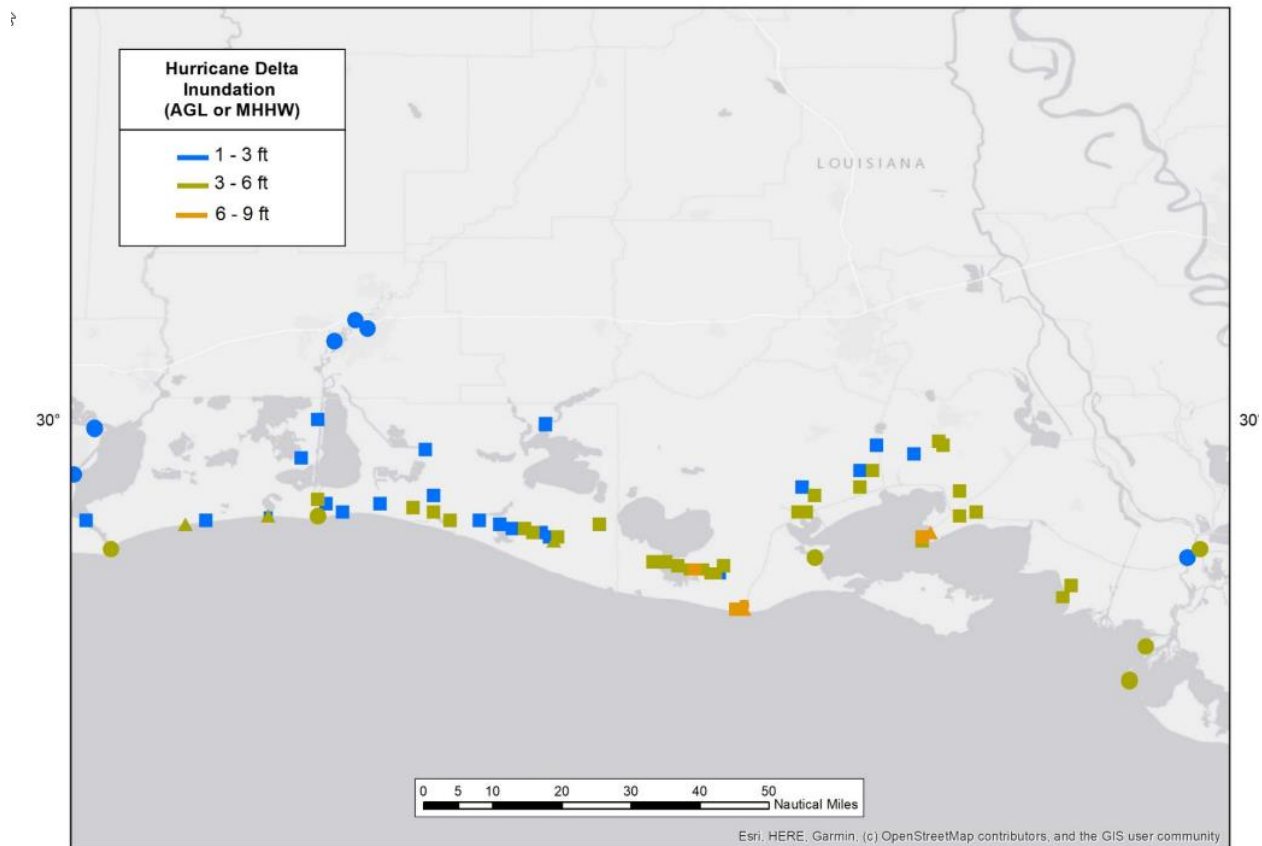 Hurricane Delta
Inundation
(AGL or MHHW)
1 - 3 ft
3 - 6 ft
6 - 9 ft
LOUISIANA
30°
30'
0 5 10 20 30 40 50
Nautical Miles
Esri, HERE, Garmin, (c) OpenStreetMap contributors, and the GIS user community